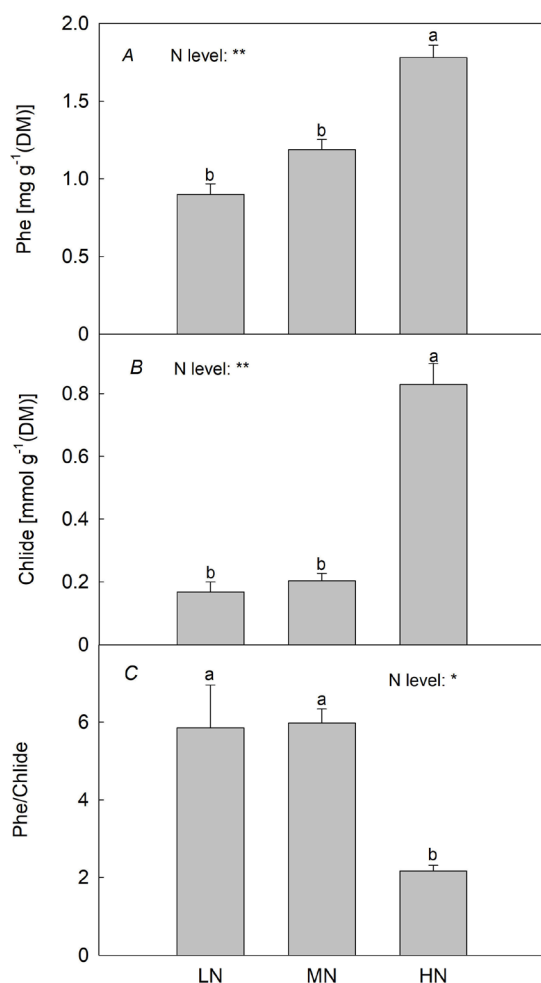 2.0
1.5
1.0
0.5
0
Phe [mg g⁻¹(DM)]
A N level: **
b
b
a
0.8
0.6
0.4
0.2
0
Chlide [mmol g⁻¹(DM)]
B N level: **
b
b
a
6
4
2
0
Phe/Chlide
C
N level: *
a
a
b
LN MN HN